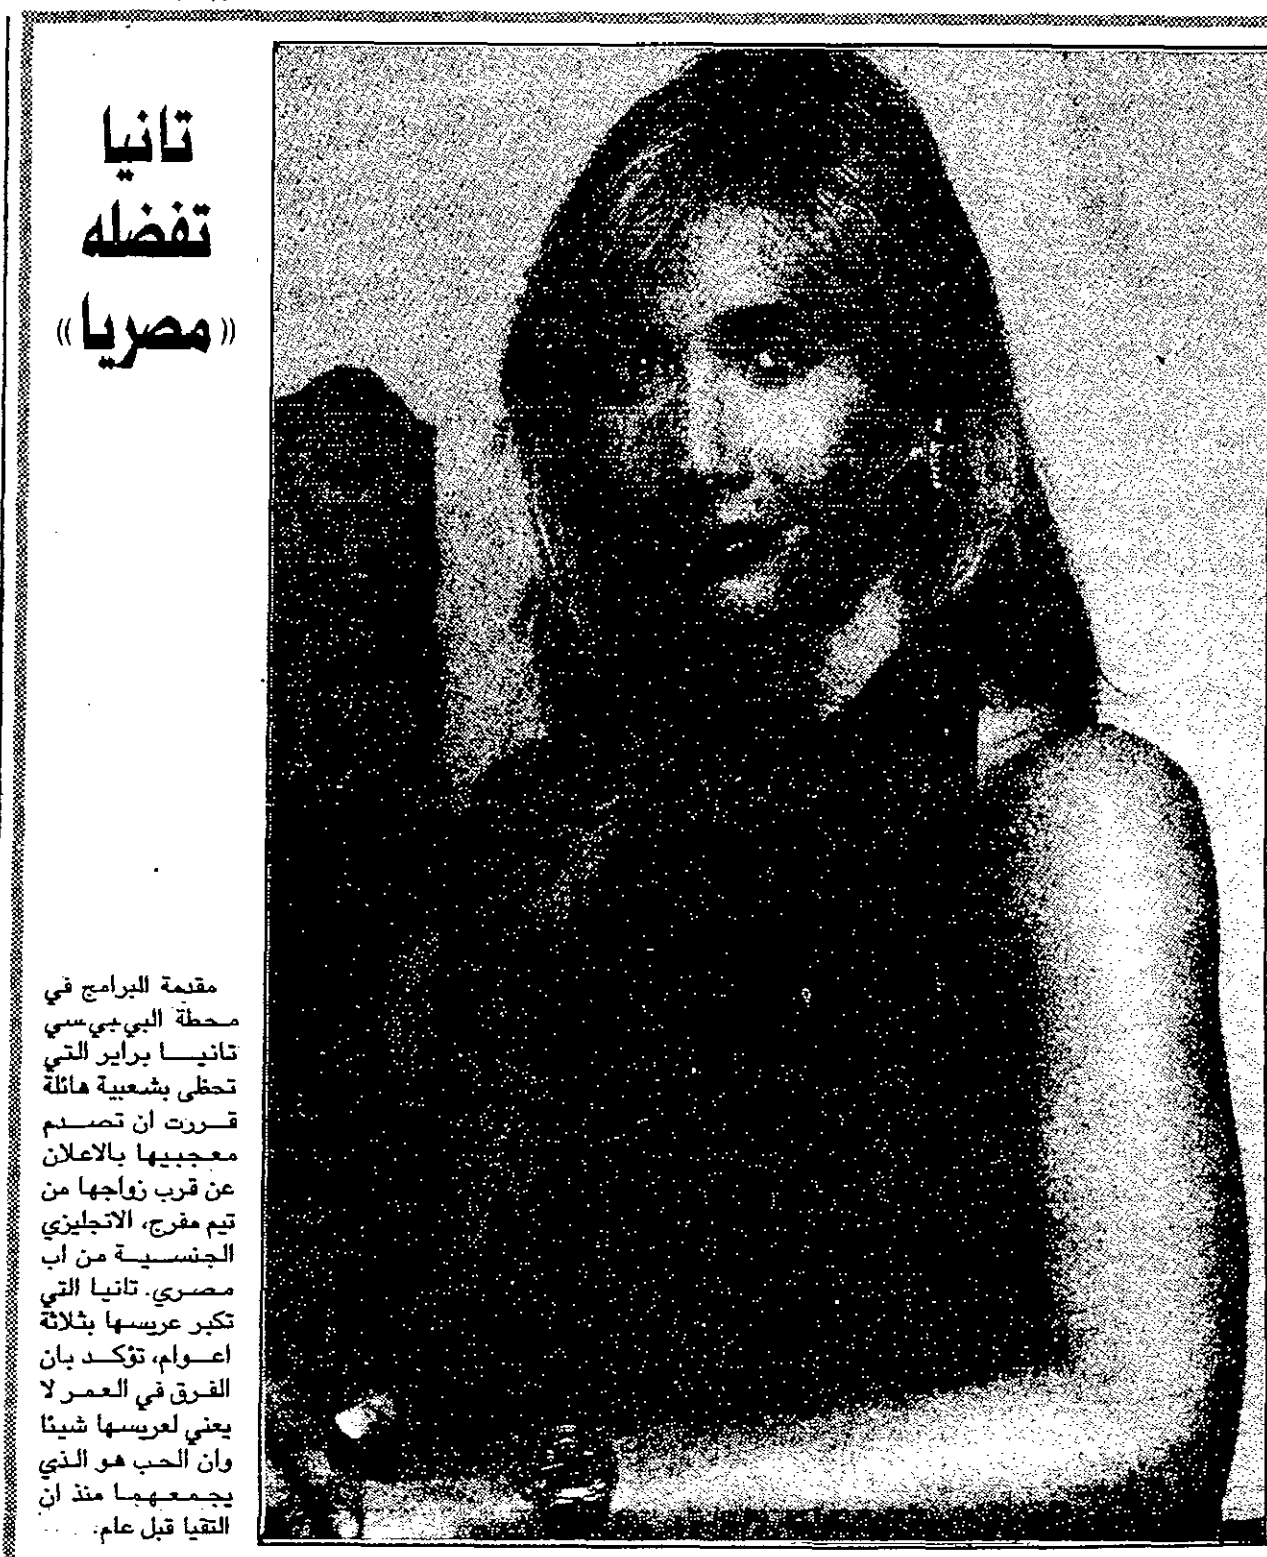 تانيا
تفضله
«مصريا»
مقدمة البرامج في
محطة البي بي سي
تانيا براير التي
تحظى بشعبية هائلة
قررت ان تصدم
معجبيها بالاعلان
عن قرب زواجها من
تيم مفرج، الانجليزي
الجنسية من اب
مصري. تانيا التي
تكبر عريسها بثلاثة
اعوام، تؤكد بان
الفرق في العمر لا
يعني لعريسها شيئا
وان الحب هو الذي
يجمعهما منذ ان
التقيا قبل عام.